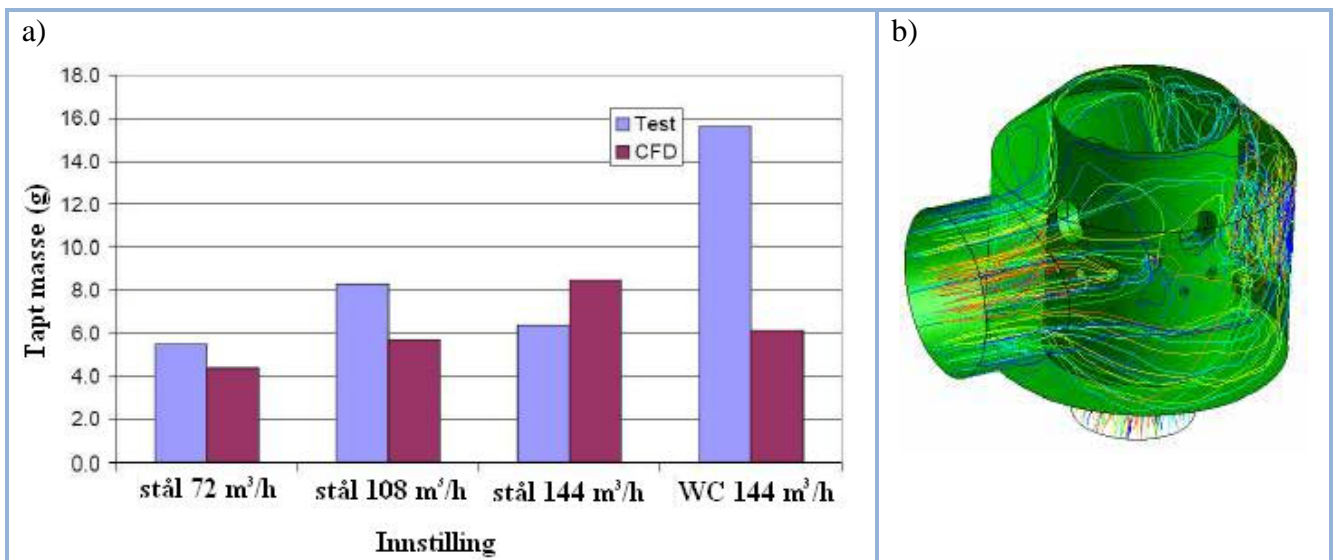 a)
18.0
16.0
14.0
12.0
10.0
8.0
6.0
4.0
2.0
0.0
Tapt masse (g)
Test
CFD
stål 72 m³/h
stål 108 m³/h
stål 144 m³/h
WC 144 m³/h
Innstilling
b)